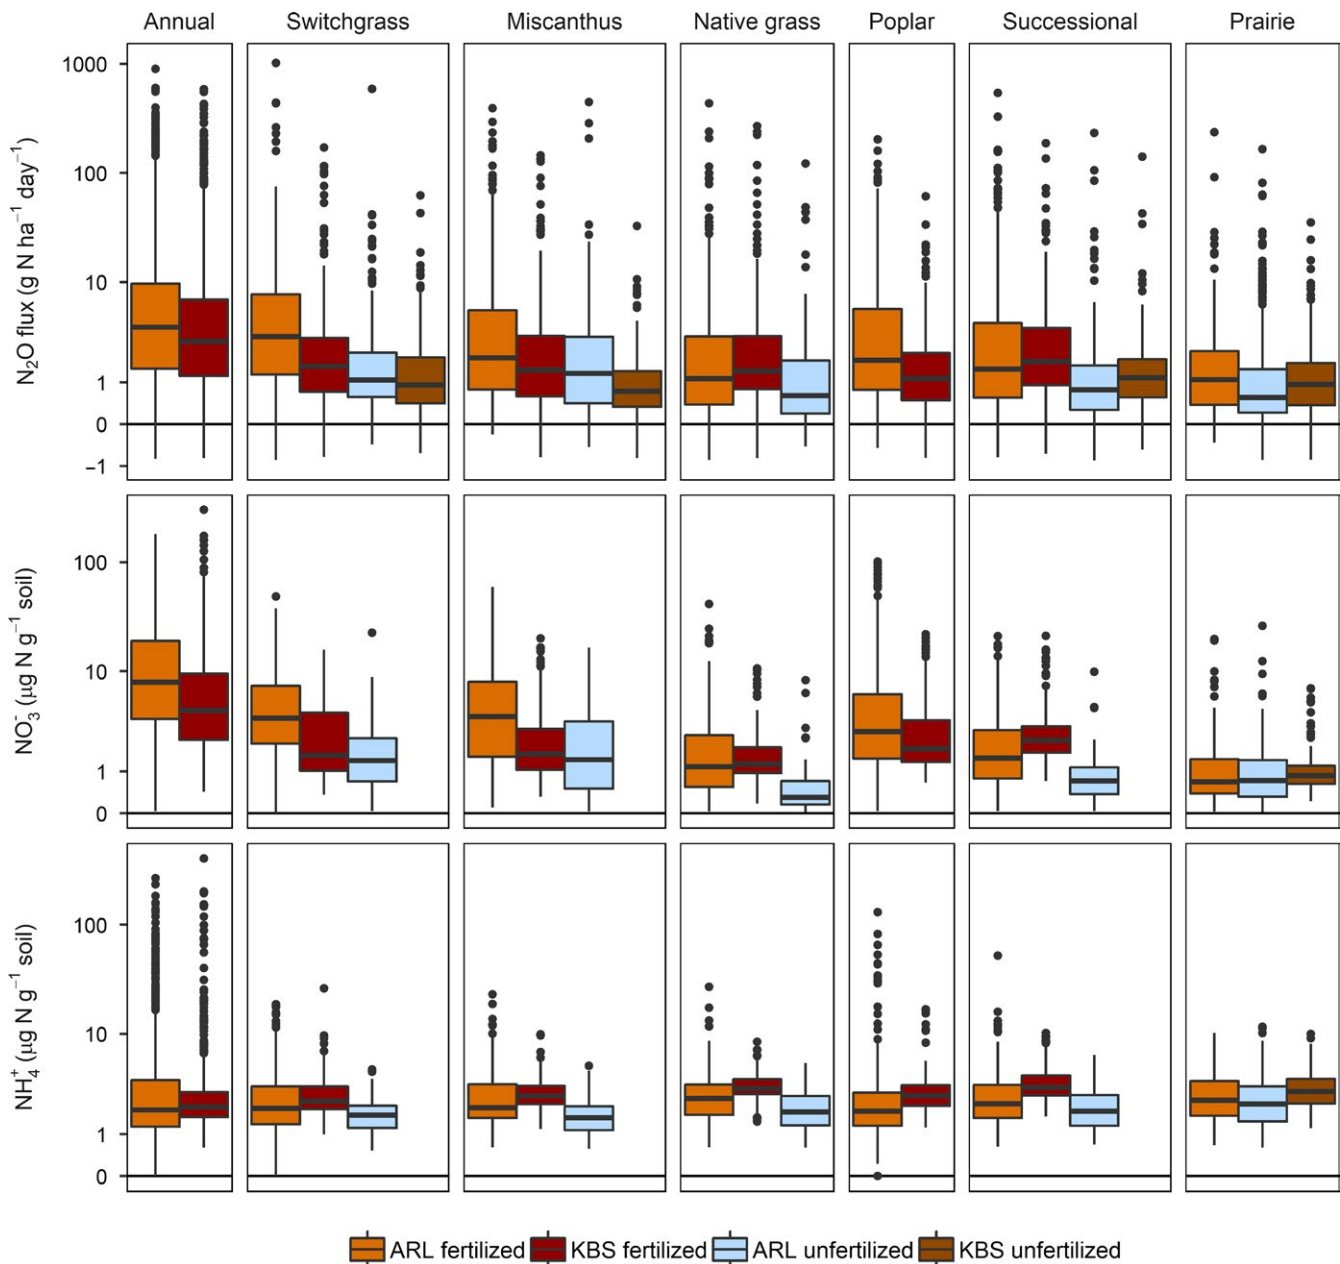 Annual Switchgrass Miscanthus Native grass Poplar Successional Prairie
N₂O flux (g N ha⁻¹ day⁻¹)
1000
100
10
1
0
−1
NO₃⁻ (μg N g⁻¹ soil)
100
10
1
0
NH₄⁺ (μg N g⁻¹ soil)
100
10
1
0
ARL fertilized KBS fertilized ARL unfertilized KBS unfertilized